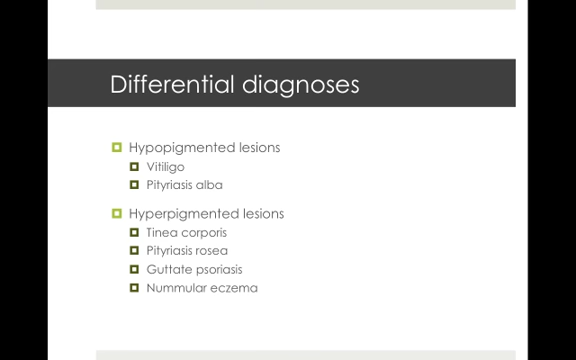 Differential diagnoses
Hypopigmented lesions
Vitiligo
Pityriasis alba
Hyperpigmented lesions
Tinea corporis
Pityriasis rosea
Guttate psoriasis
Nummular eczema